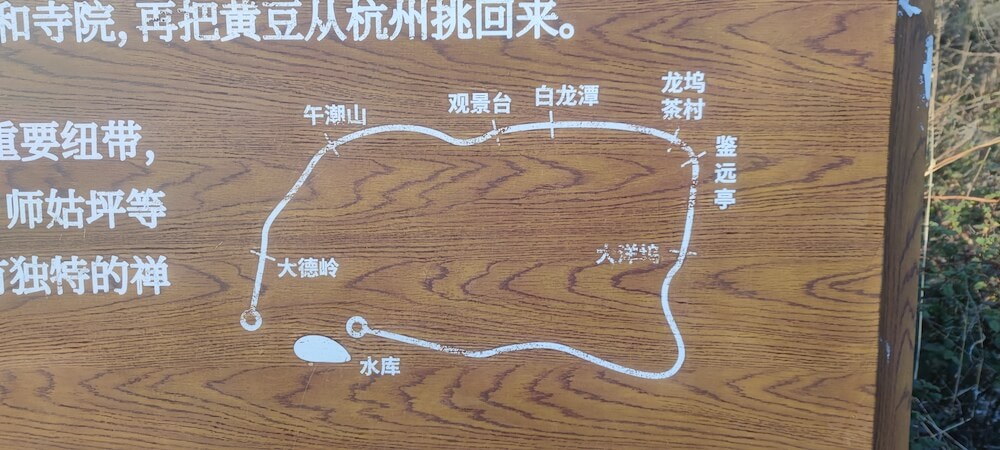 和寺院,再把黄豆从杭州挑回来。
重要纽带,
师姑坪等
有独特的禅
午潮山
观景台
白龙潭
龙坞
茶村
鉴远亭
大洋坞
大德岭
水库